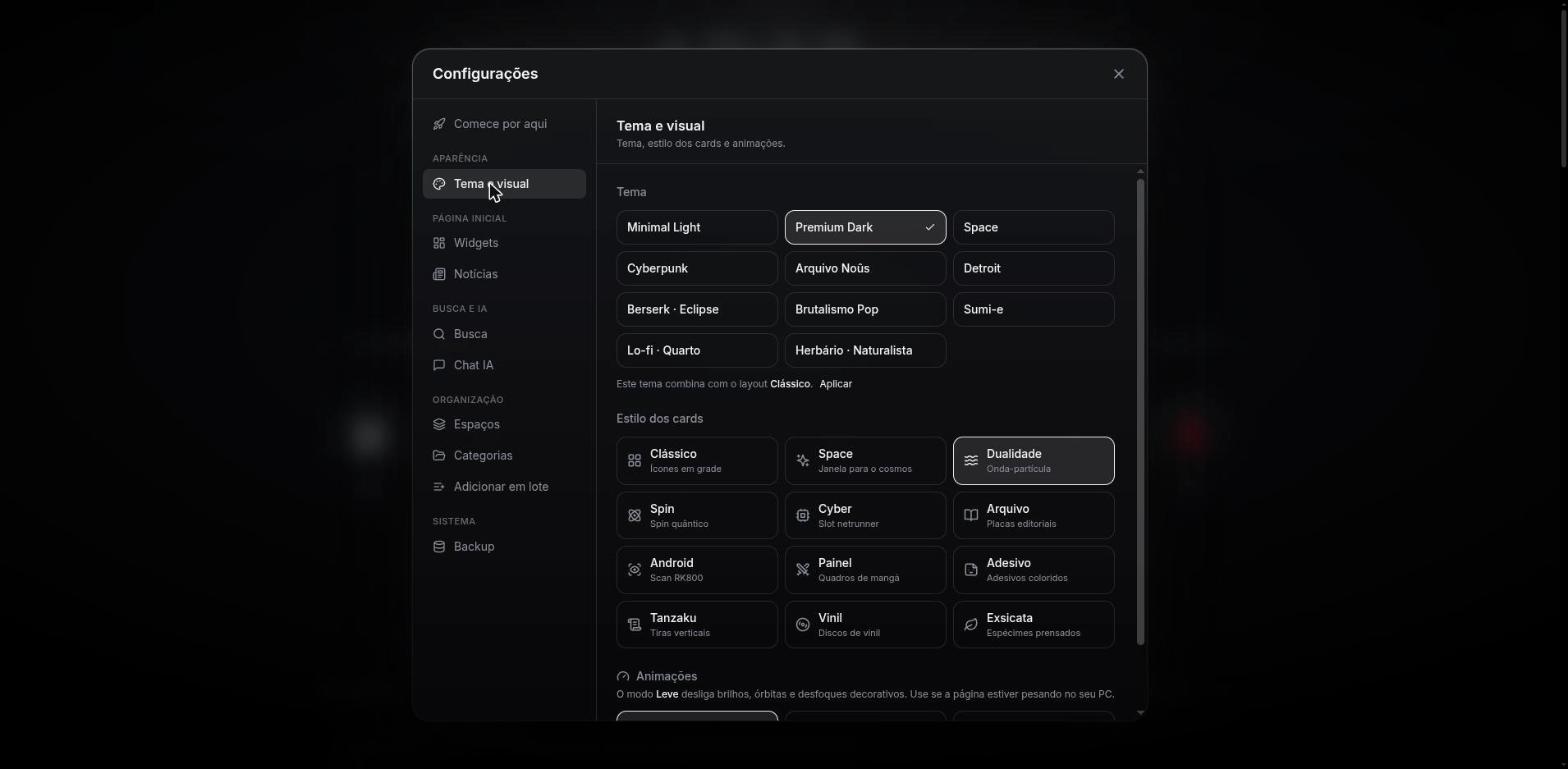 Configurações
Comece por aqui
APARÊNCIA
Tema e visual
PÁGINA INICIAL
Widgets
Notícias
BUSCA E IA
Busca
Chat IA
ORGANIZAÇÃO
Espaços
Categorias
Adicionar em lote
SISTEMA
Backup
Tema e visual
Tema, estilo dos cards e animações.
Tema
Minimal Light
Premium Dark
Space
Cyberpunk
Arquivo Noûs
Detroit
Berserk · Eclipse
Brutalismo Pop
Sumi-e
Lo-fi · Quarto
Herbário · Naturalista
Este tema combina com o layout Clássico. Aplicar
Estilo dos cards
Clássico
Ícones em grade
Space
Janela para o cosmos
Dualidade
Onda-partícula
Spin
Spin quântico
Cyber
Slot netrunner
Arquivo
Placas editoriais
Android
Scan RK800
Painel
Quadros de mangá
Adesivo
Adesivos coloridos
Tanzaku
Tiras verticais
Vinil
Discos de vinil
Exsicata
Espécimes prensados
Animações
O modo Leve desliga brilhos, órbitas e desfoques decorativos. Use se a página estiver pesando no seu PC.